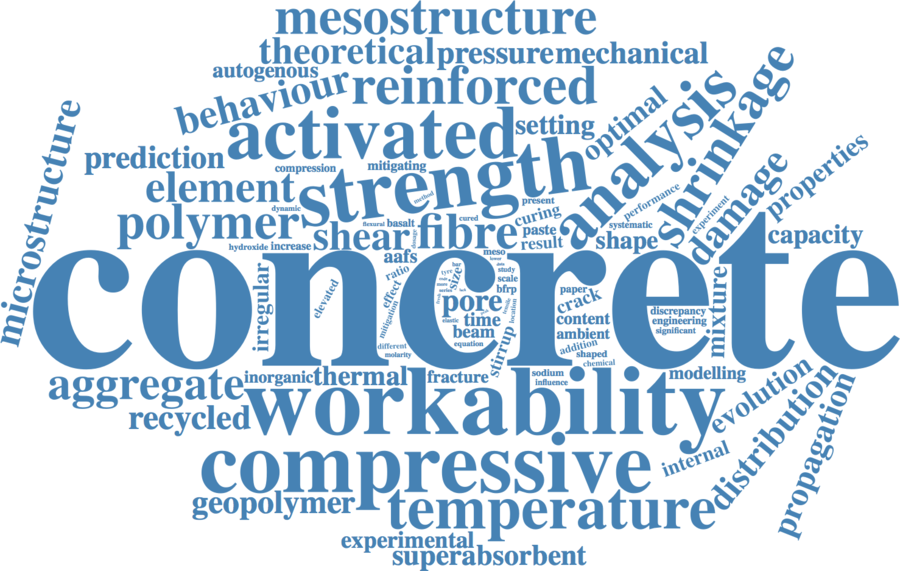 mesostructure
theoretical pressure mechanical
autogenous
behaviour reinforced
activated setting optimal
microstructure
prediction
compression mitigating
strength analysis shrinkage
element
method
dynamic
present
performance
experiment
damage
properties
polymer
flexural basalt cured
curing
systematic
hydroxide increase
shear fibre paste
result
shape
capacity
aafs
meso
concrete
irregular
elevated
ratio
effect
mitigation
different
molarity
size
bar
study
scale
bfrp
pore
time
elastic
beam
equation
location
stirrup
paper
crack
content
ambient
addition
shaped
chemical
discrepancy
engineering
significant
mixture
aggregate
inorganic thermal fracture
sodium
influence
modelling
recycled
workability
evolution
distribution
propagation
compressive
internal
geopolymer
temperature
experimental
superabsorbent